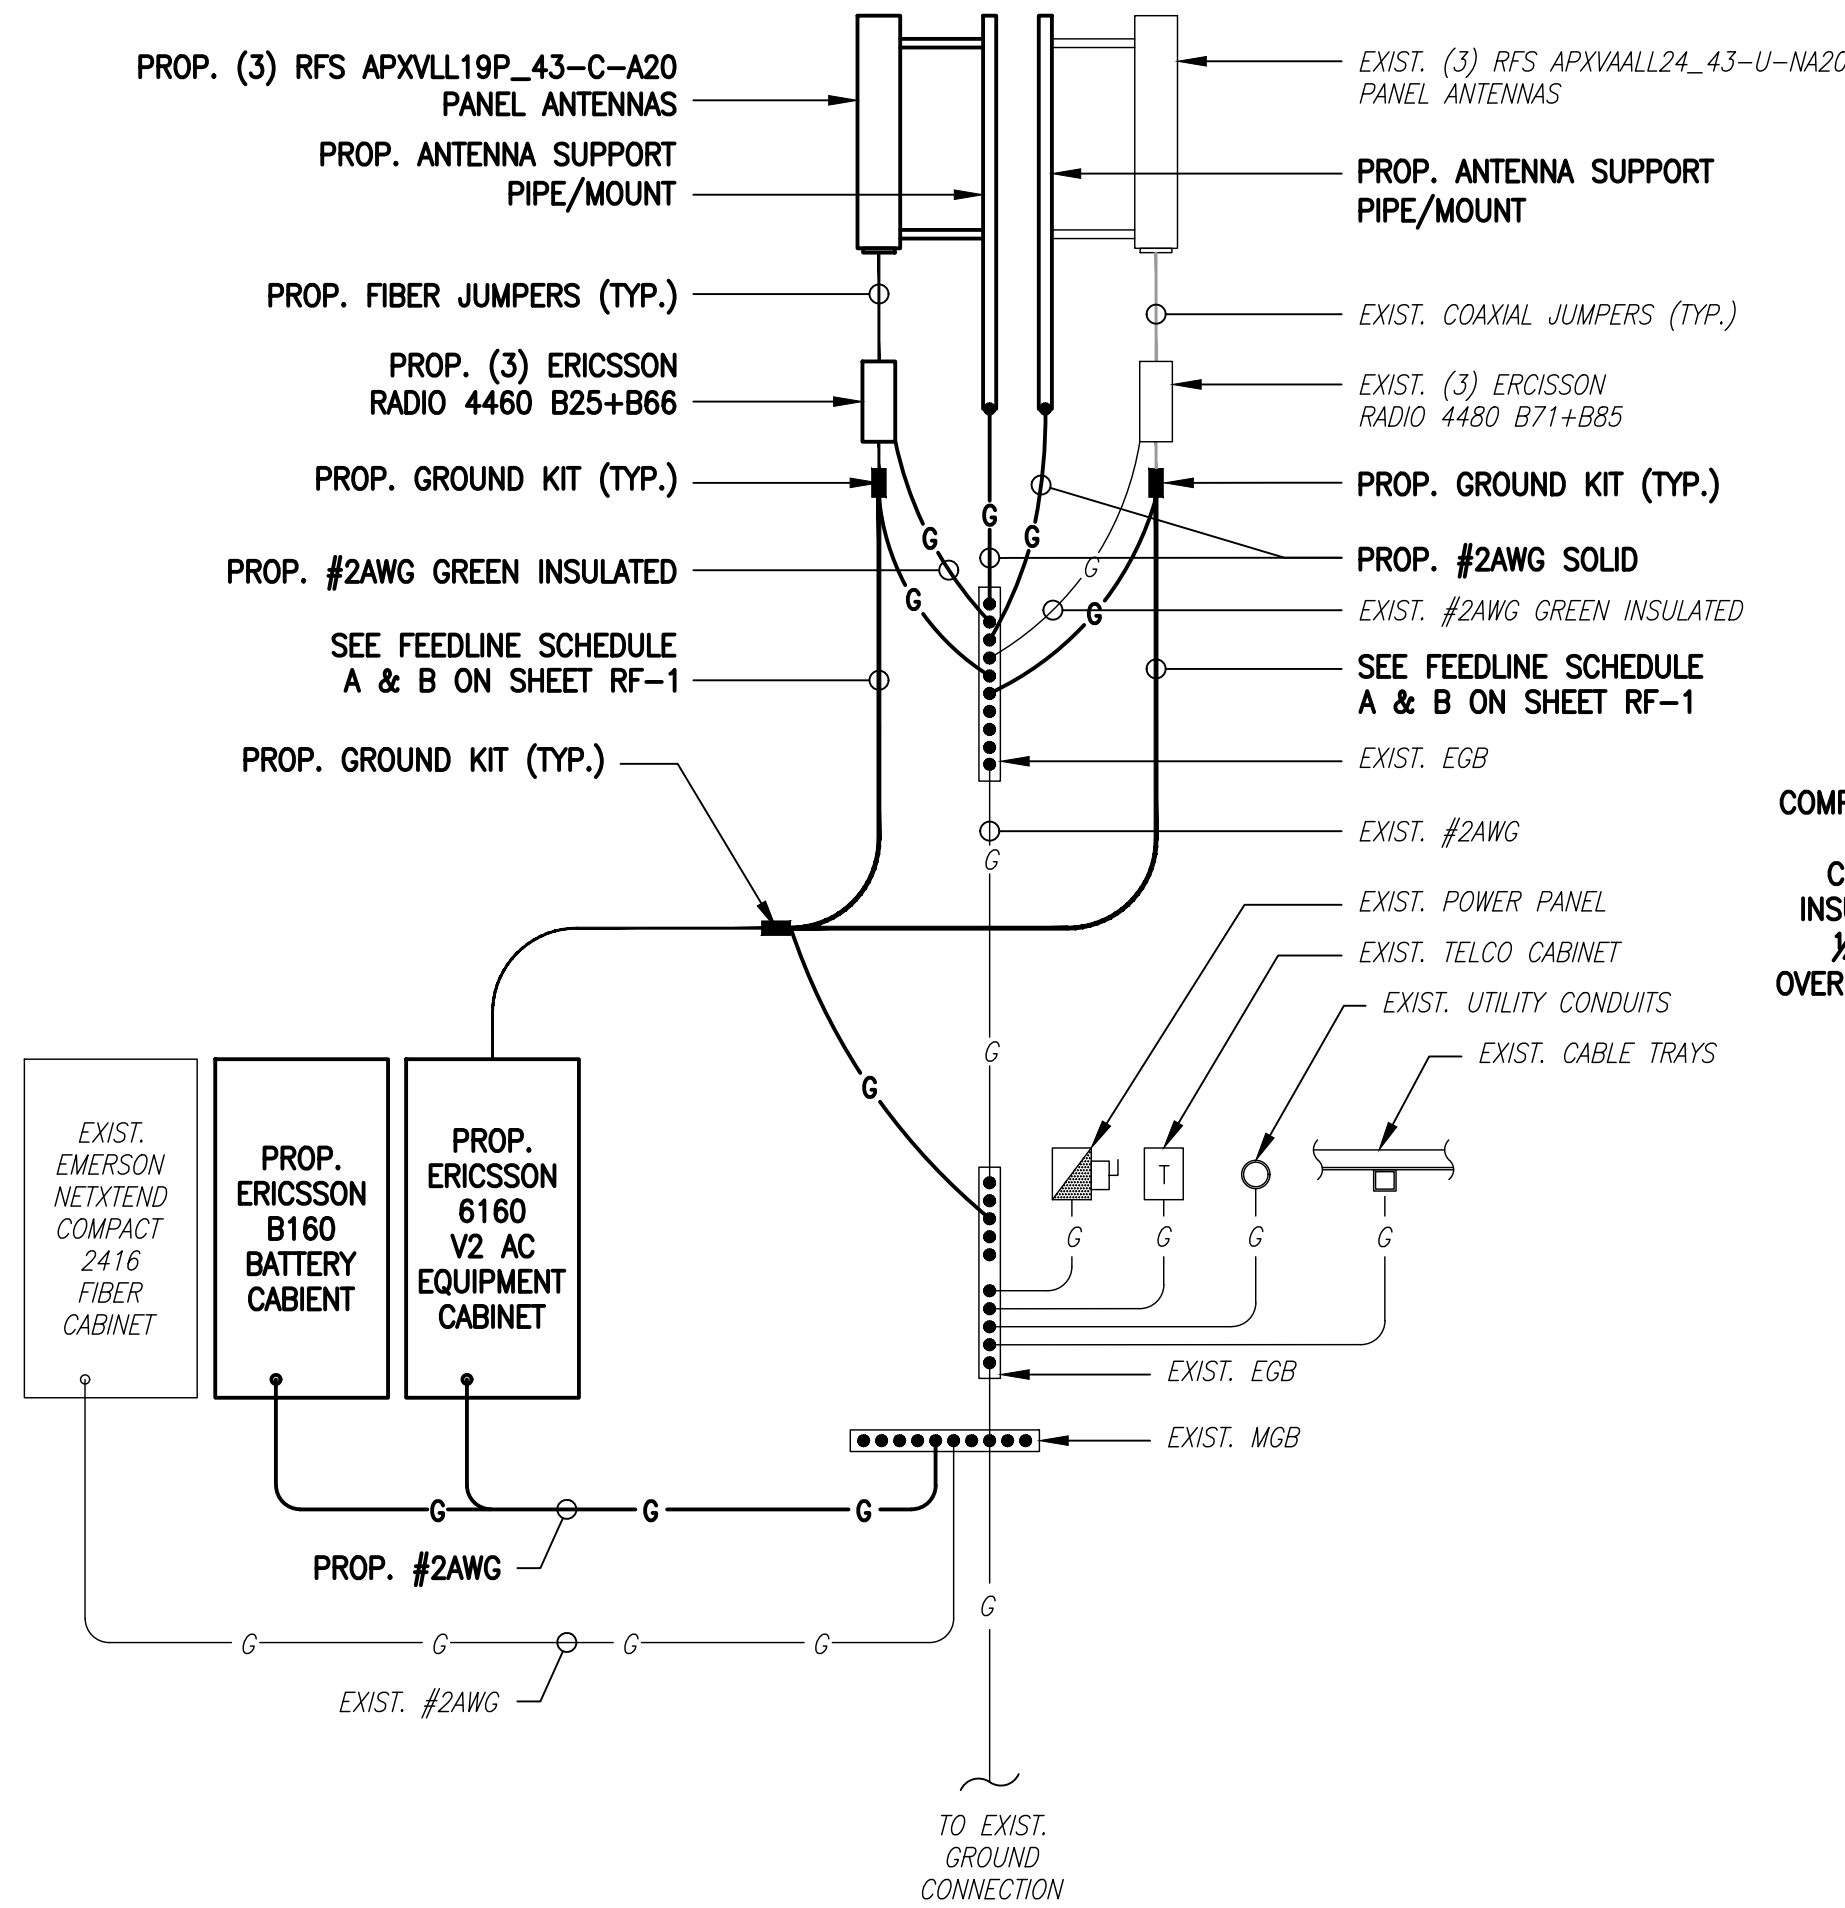 PROP. (3) RFS APXVLL19P_43-C-A20
PANEL ANTENNAS
PROP. ANTENNA SUPPORT
PIPE/MOUNT
PROP. FIBER JUMPERS (TYP.)
PROP. (3) ERICSSON
RADIO 4460 B25+B66
PROP. GROUND KIT (TYP.)
PROP. #2AWG GREEN INSULATED
SEE FEEDLINE SCHEDULE
A & B ON SHEET RF-1
PROP. GROUND KIT (TYP.)
EXIST. (3) RFS APXVAALL24_43-U-NA20
PANEL ANTENNAS
PROP. ANTENNA SUPPORT
PIPE/MOUNT
EXIST. COAXIAL JUMPERS (TYP.)
EXIST. (3) ERCISSON
RADIO 4480 B71+B85
PROP. GROUND KIT (TYP.)
PROP. #2AWG SOLID
EXIST. #2AWG GREEN INSULATED
SEE FEEDLINE SCHEDULE
A & B ON SHEET RF-1
EXIST. EGB
EXIST. #2AWG
EXIST. POWER PANEL
EXIST. TELCO CABINET
EXIST. UTILITY CONDUITS
EXIST. CABLE TRAYS
G
G
G
G
G
G
G
G
G
OVER
EXIST.
EMERSON
NETXTEND
COMPACT
2416
FIBER
CABINET
PROP.
ERICSSON
B160
BATTERY
CABIENT
PROP.
ERICSSON
6160
V2 AC
EQUIPMENT
CABINET
T
G
G
G
G
EXIST. EGB
EXIST. MGB
G
G
G
PROP. #2AWG
G
G
G
G
G
EXIST. #2AWG
TO EXIST.
GROUND
CONNECTION